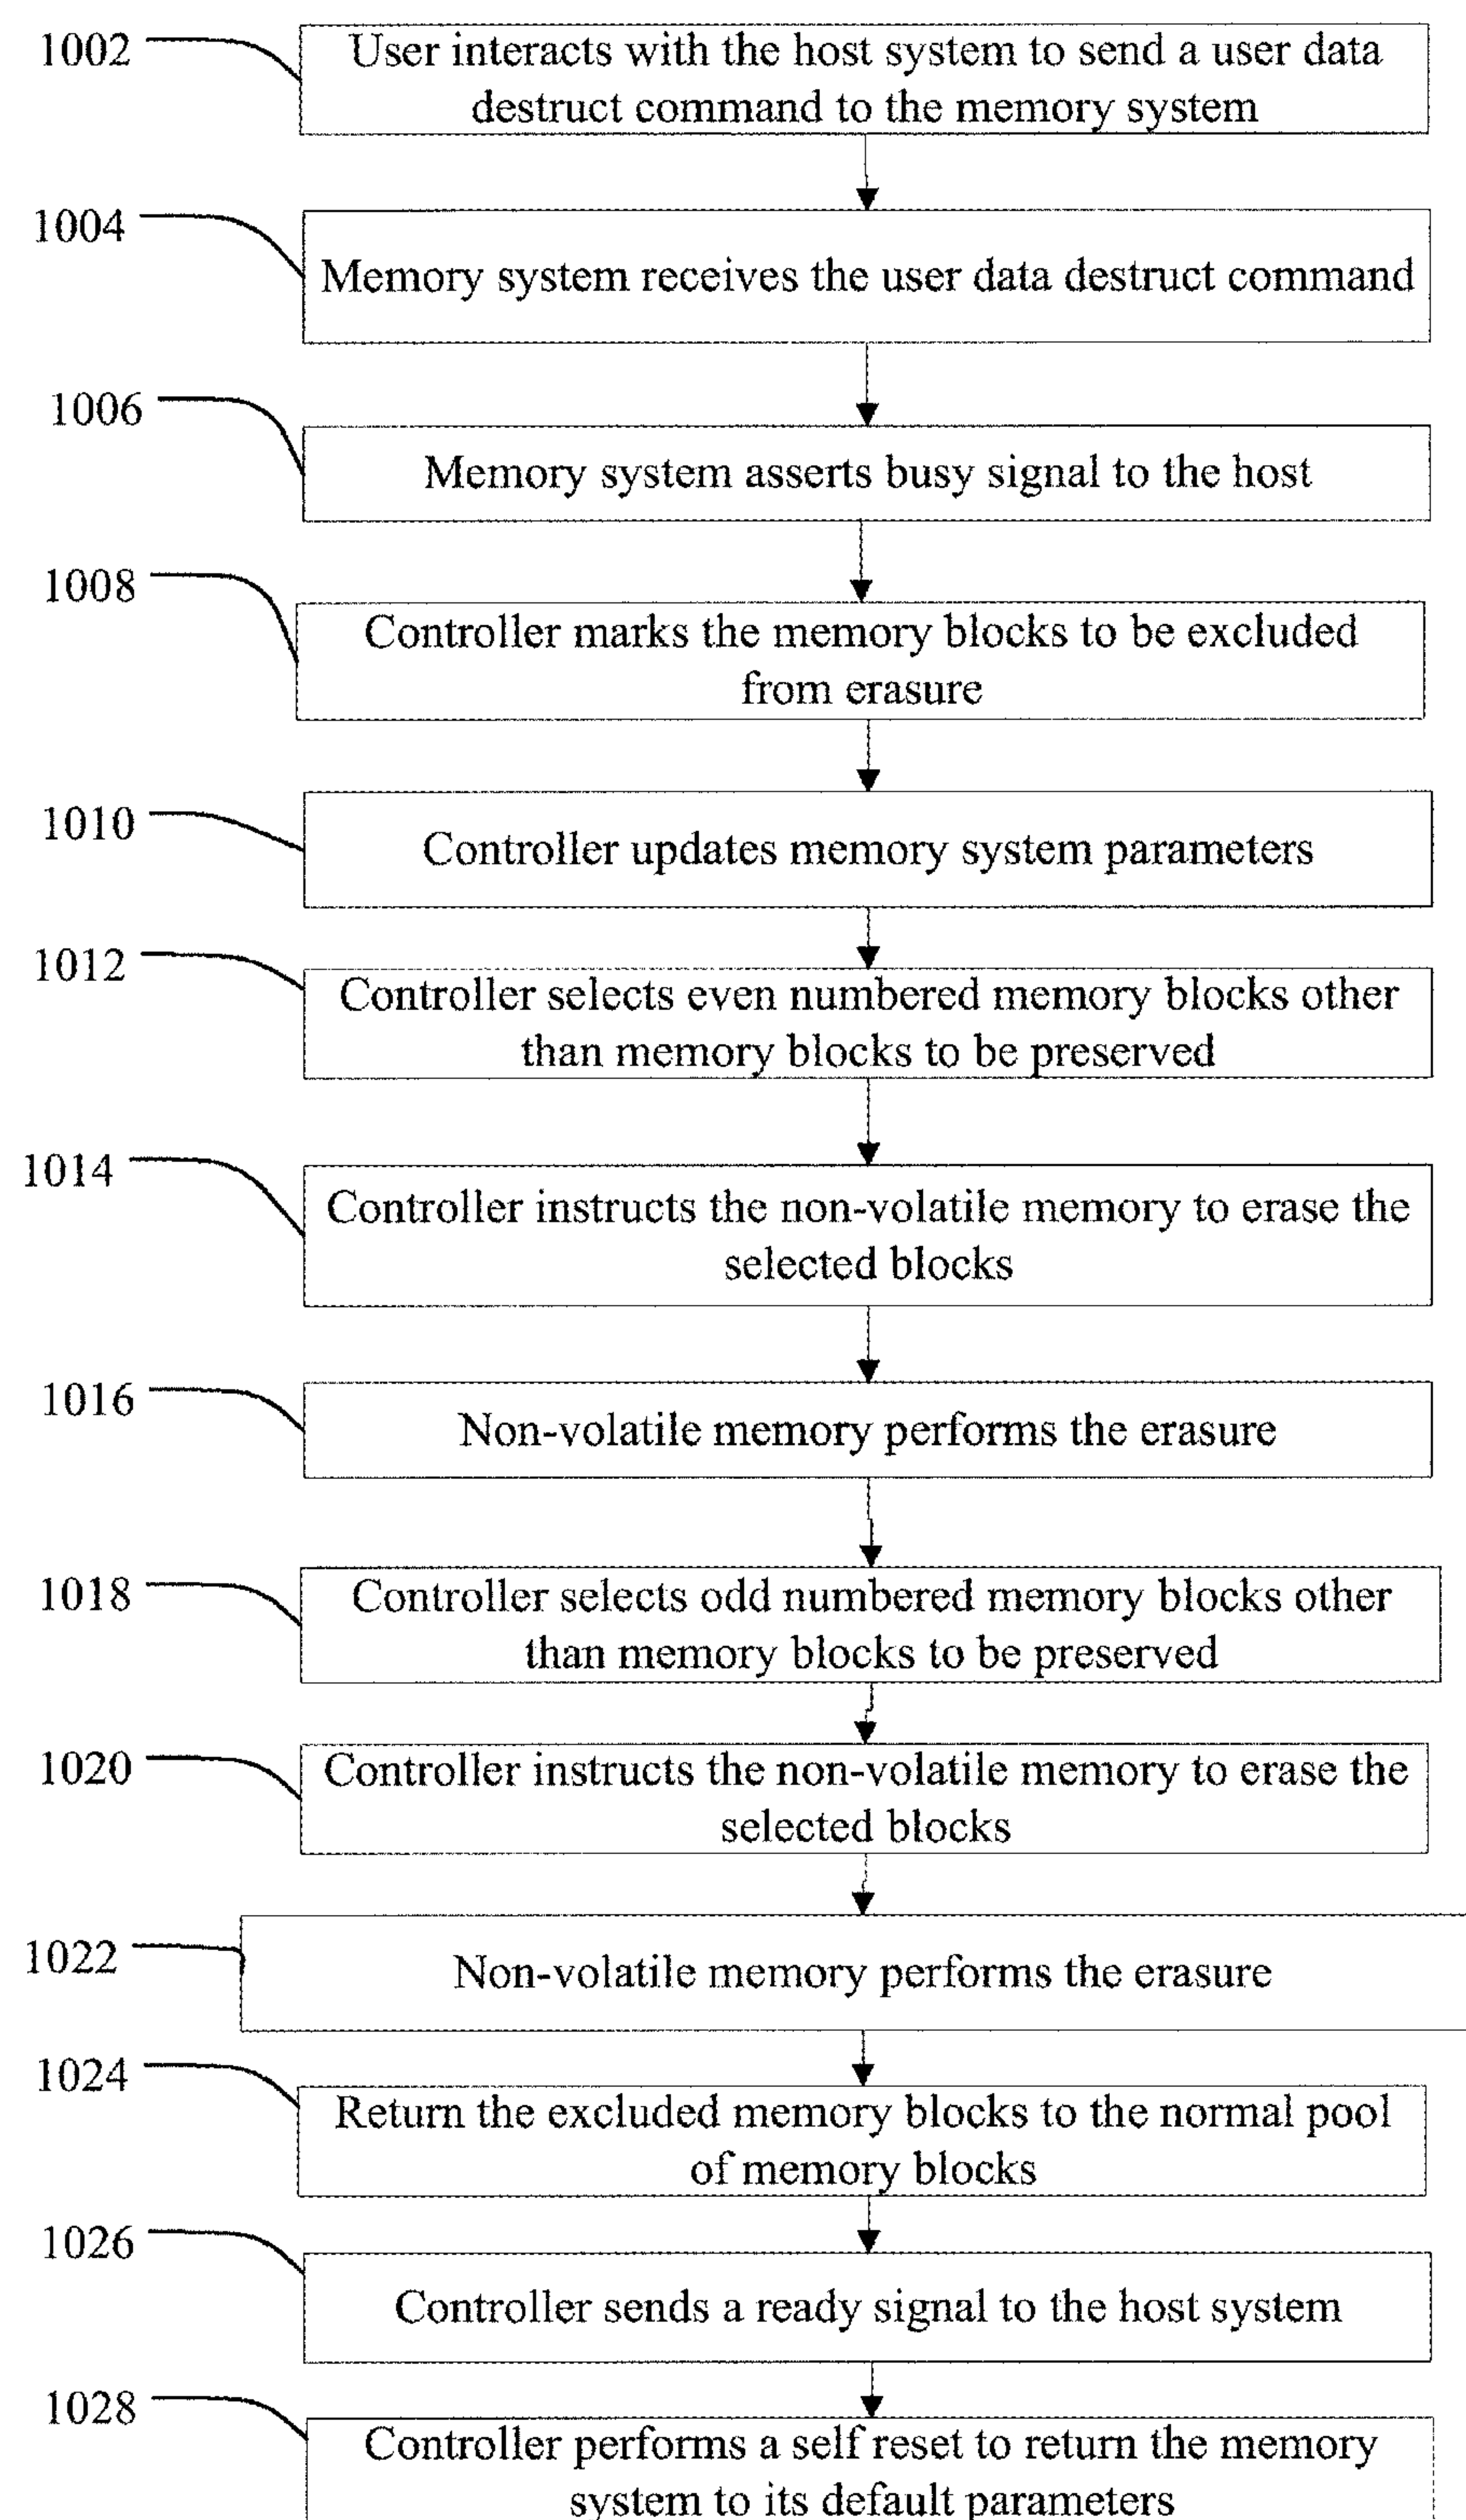 1002
User interacts with the host system to send a user data
destruct command to the memory system
1004
Memory system receives the user data destruct command
1006
Memory system asserts busy signal to the host
1008
Controller marks the memory blocks to be excluded
from erasure
1010
Controller updates memory system parameters
1012
Controller selects even numbered memory blocks other
than memory blocks to be preserved
1014
Controller instructs the non-volatile memory to erase the
selected blocks
1016
Non-volatile memory performs the erasure
1018
Controller selects odd numbered memory blocks other
than memory blocks to be preserved
1020
Controller instructs the non-volatile memory to erase the
selected blocks
1022
Non-volatile memory performs the erasure
1024
Return the excluded memory blocks to the normal pool
of memory blocks
1026
Controller sends a ready signal to the host system
1028
Controller performs a self reset to return the memory
system to its default parameters